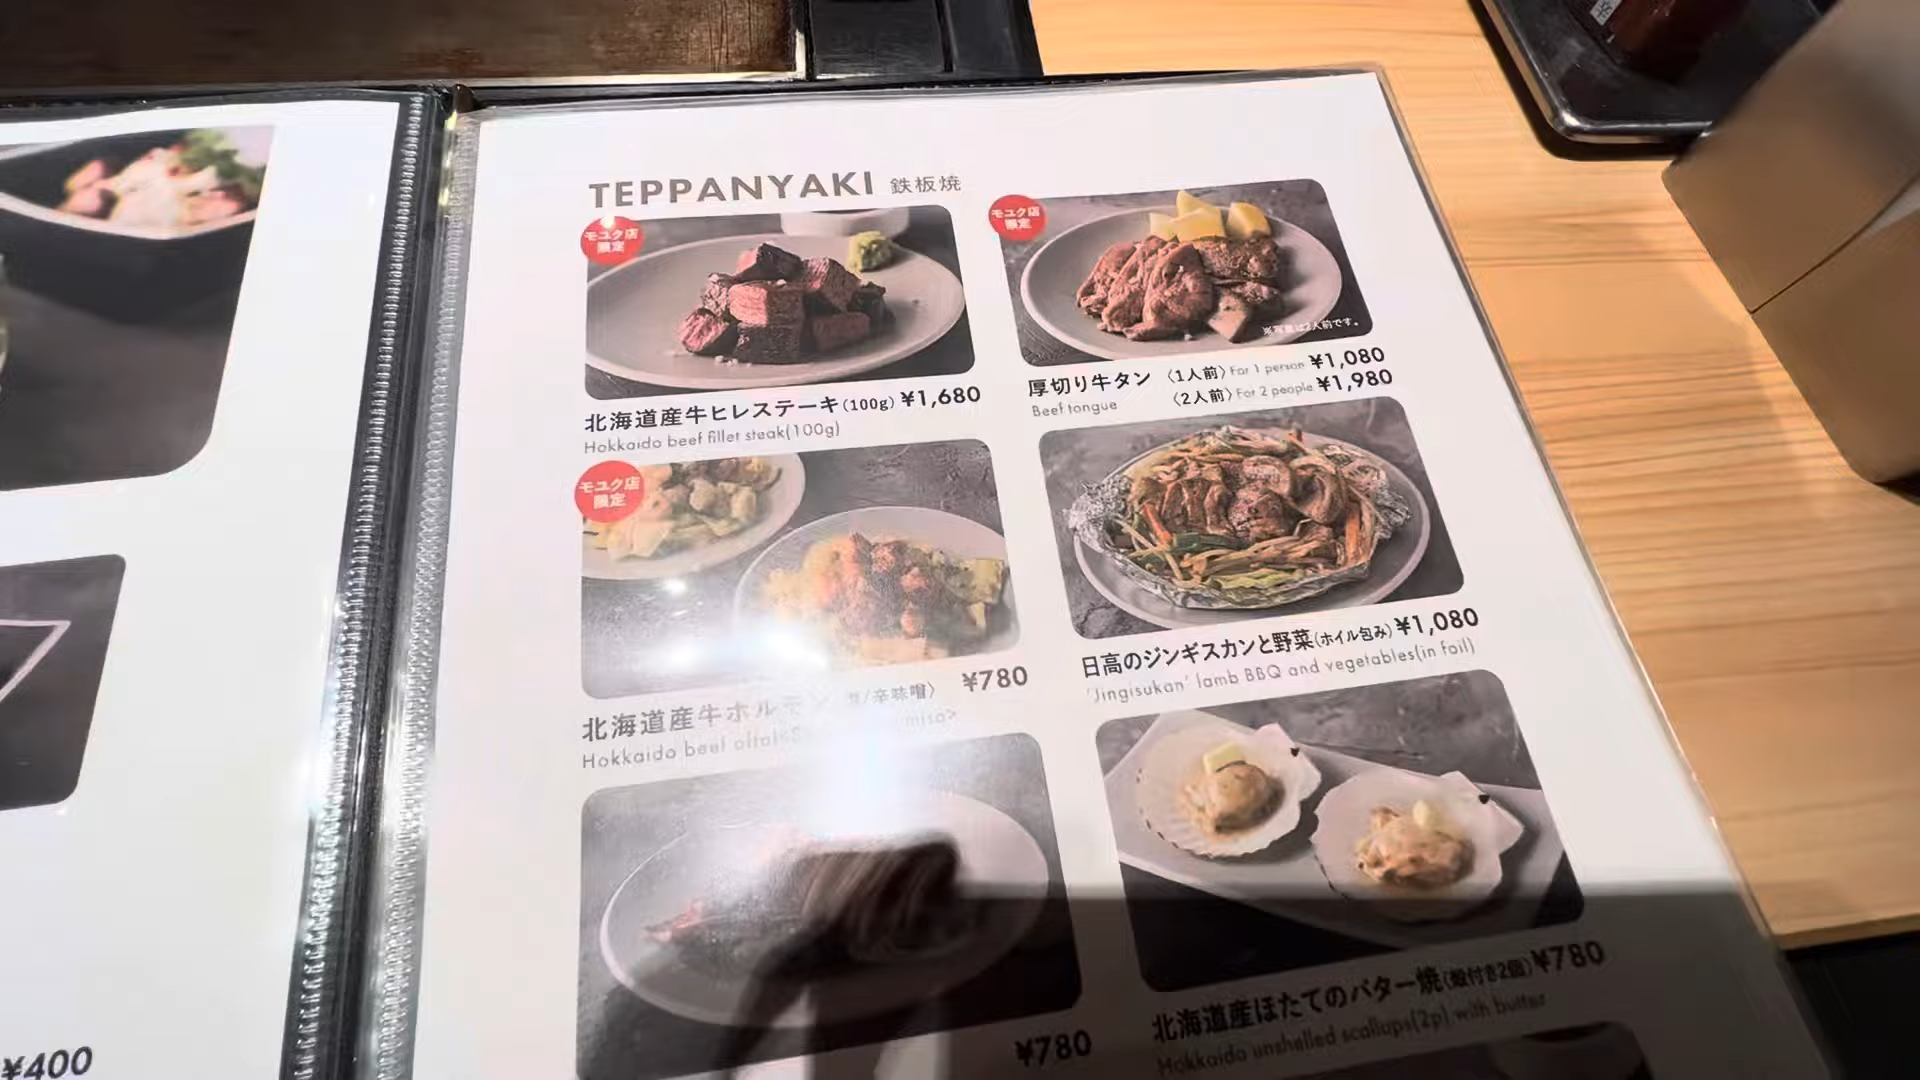 TEPPANYAKI 鉄板焼
モユク店
限定
北海道産牛ヒレステーキ(100g) ¥1,680
Hokkaido beef fillet steak(100g)
モユク店
限定
※写真は2人前です。
厚切り牛タン 〈1人前〉For 1 person ¥1,080
Beef tongue 〈2人前〉For 2 people ¥1,980
モユク店
限定
北海道産牛ホルモン /辛味噌〉 ¥780
Hokkaido beef offal miso>
日高のジンギスカンと野菜(ホイル包み) ¥1,080
'Jingisukan' lamb BBQ and vegetables(in foil)
¥780
北海道産ほたてのバター焼(殻付き2個) ¥780
Hokkaido unshelled scallops(2p) with butter
¥400